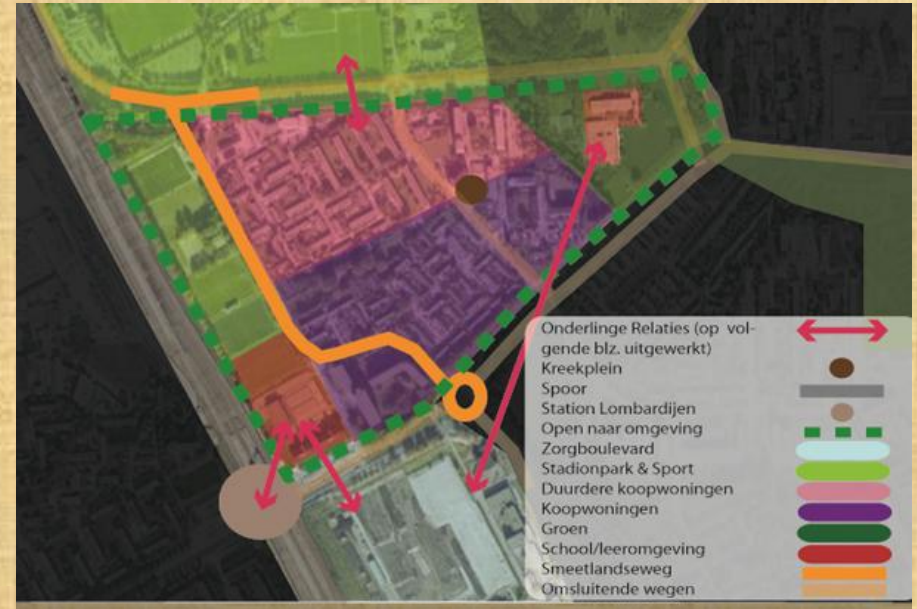 Onderlinge Relaties (op vol-
gende blz. uitgewerkt)
Kreekplein
Spoor
Station Lombardijen
Open naar omgeving
Zorgboulevard
Stadionpark & Sport
Duurdere koopwoningen
Koopwoningen
Groen
School/leeromgeving
Smeetlandseweg
Omsluitende wegen